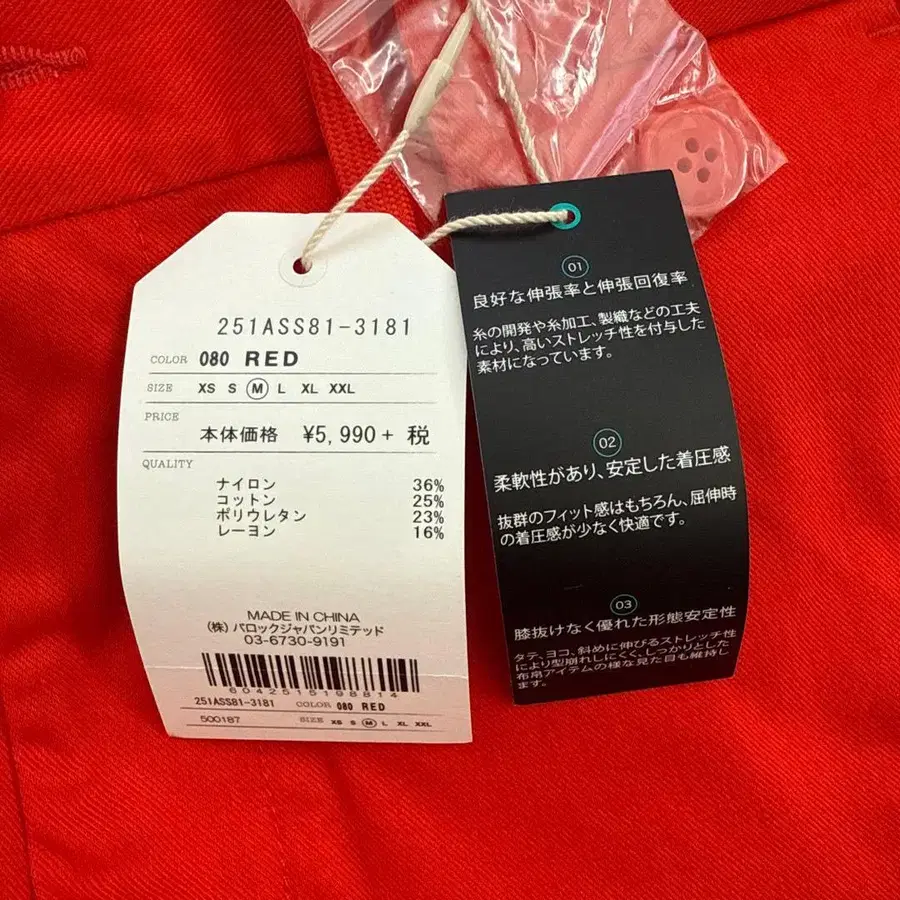 251ASS81-3181
COLOR 080 RED
SIZE XS S M L XL XXL
PRICE
本体価格 ¥5,990+ 税
QUALITY
ナイロン 36%
コットン 25%
ポリウレタン 23%
レーヨン 16%
MADE IN CHINA
(株) バロックジャパンリミテッド
03-6730-9191
6042515198814
251ASS81-3181 COLOR 080 RED
500187 SIZE XS S M L XL XXL
01
良好な伸張率と伸張回復率
糸の開発や糸加工、製織などの工夫
により、高いストレッチ性を付与した
素材になっています。
02
柔軟性があり、安定した着圧感
抜群のフィット感はもちろん、屈伸時
の着圧感が少なく快適です。
03
膝抜けなく優れた形態安定性
タテ、ヨコ、斜めに伸びるストレッチ性
により型崩れしにくく、しっかりとした
布帛アイテムの様な見た目も維持し
ます。